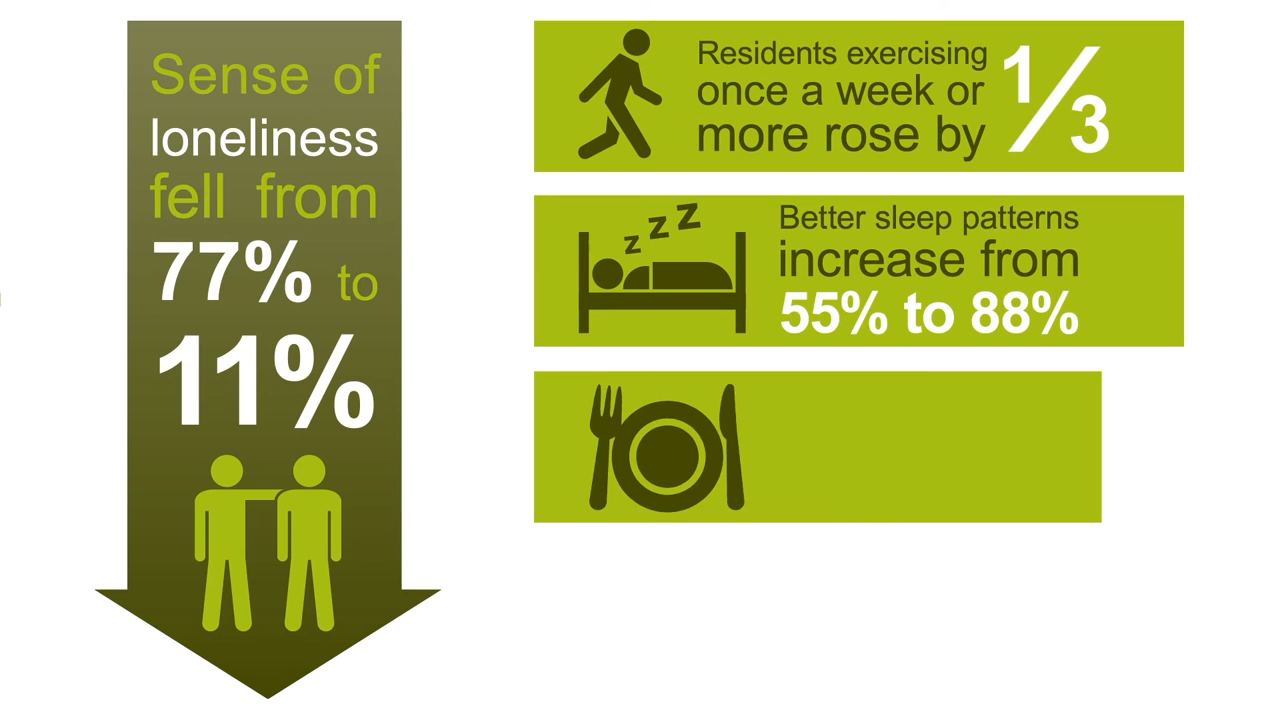 Sense of
loneliness
fell from
77% to
11%
Residents exercising
once a week or
more rose by
1/3
z z z
Better sleep patterns
increase from
55% to 88%